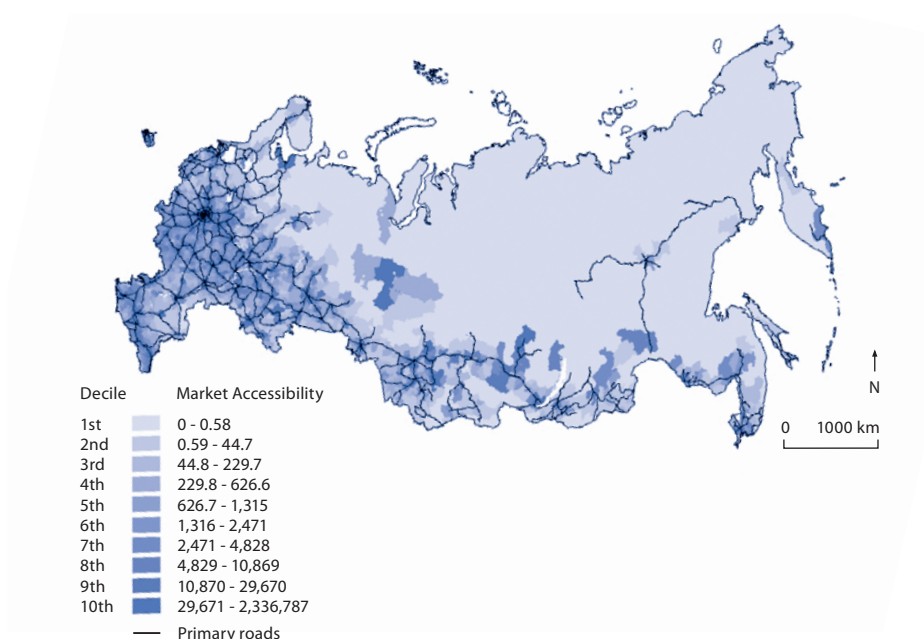 Decile Market Accessibility
1st 0 - 0.58
2nd 0.59 - 44.7
3rd 44.8 - 229.7
4th 229.8 - 626.6
5th 626.7 - 1,315
6th 1,316 - 2,471
7th 2,471 - 4,828
8th 4,829 - 10,869
9th 10,870 - 29,670
10th 29,671 - 2,336,787
Primary roads
N
0 1000 km